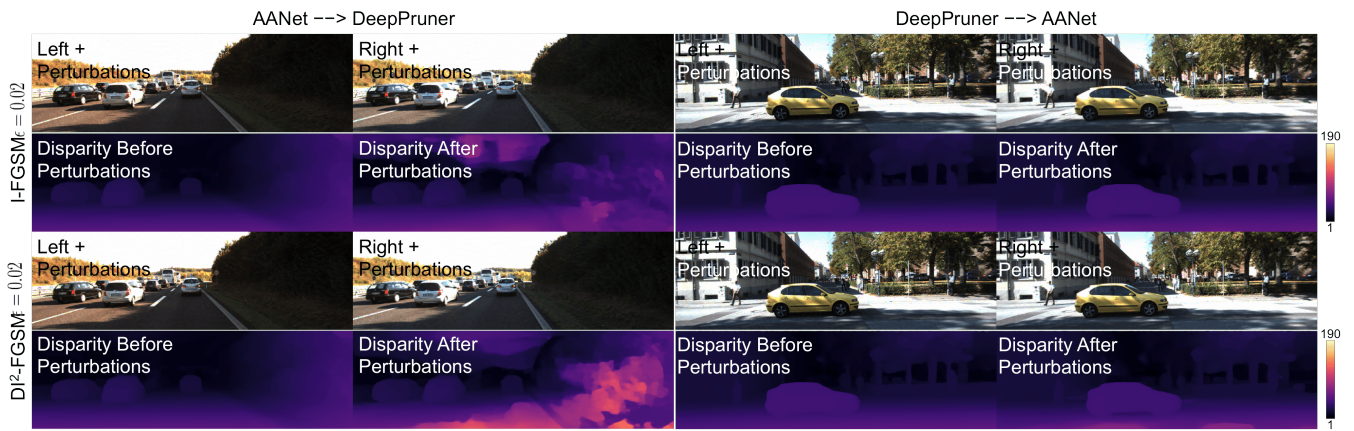 AANet −−> DeepPruner
DeepPruner −−> AANet
I-FGSMϵ = 0.02
Left +
Perturbations
Right +
Perturbations
Left +
Perturbations
Right +
Perturbations
Disparity Before
Perturbations
Disparity After
Perturbations
Disparity Before
Perturbations
Disparity After
Perturbations
190
1
DI²-FGSM = 0.02
Left +
Perturbations
Right +
Perturbations
Left +
Perturbations
Right +
Perturbations
Disparity Before
Perturbations
Disparity After
Perturbations
Disparity Before
Perturbations
Disparity After
Perturbations
190
1